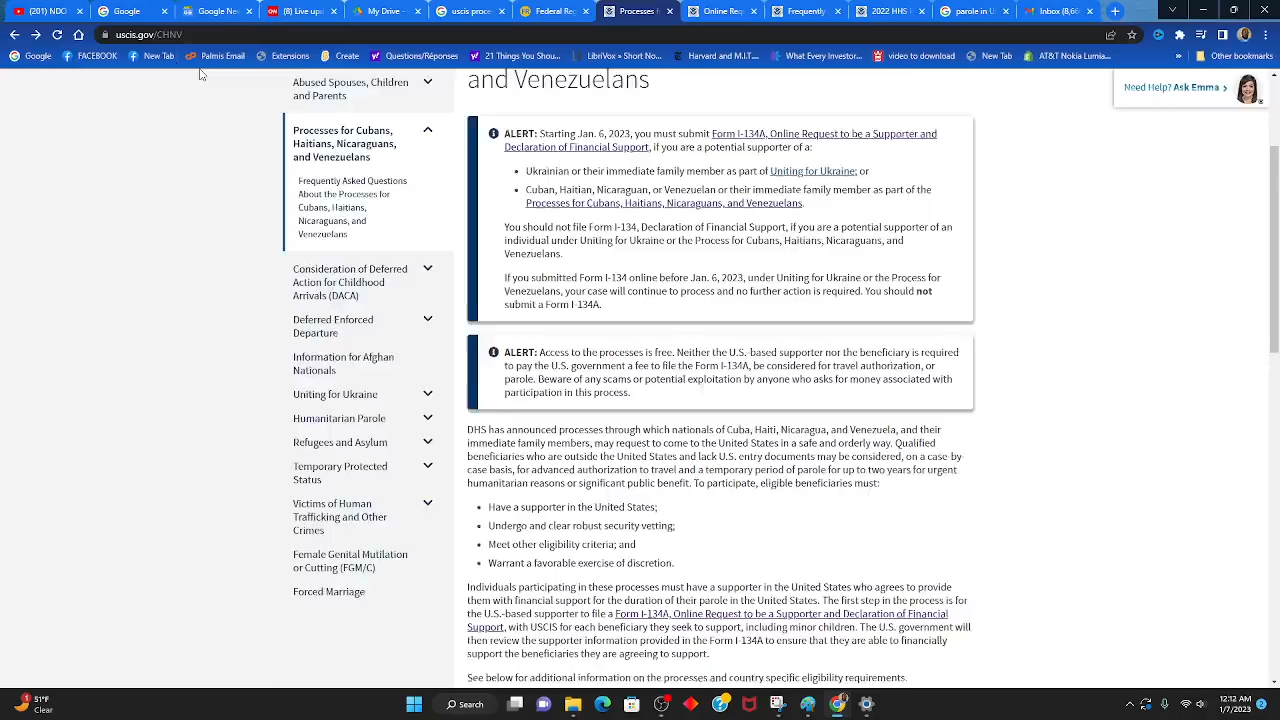 (201) NDO
Google
Google Ne
(8) Live up
My Drive -
uscis proc
Federal Reg
Processes f
Online Req
Frequently
2022 HHS
parole in U
Inbox (8,66
uscis.gov/CHNV
Google
FACEBOOK
New Tab
Palmis Email
Extensions
Create
Questions/Réponses
21 Things You Shou...
LibriVox » Short No...
Harvard M.I.T...
What Every Investor...
video to download
New Tab
AT&T Nokia Lumia...
»
Other bookmarks
Abused Spouses, Children
and Parents
Processes for Cubans,
Haitians, Nicaraguans,
and Venezuelans
Frequently Asked Questions
About the Processes for
Cubans, Haitians,
Nicaraguans, and
Venezuelans
Consideration of Deferred
Action for Childhood
Arrivals (DACA)
Deferred Enforced
Departure
Information for Afghan
Nationals
Uniting for Ukraine
Humanitarian Parole
Refugees and Asylum
Temporary Protected
Status
Victims of Human
Trafficking and Other
Crimes
Female Genital Mutilation
or Cutting (FGM/C)
Forced Marriage
and Venezuelans
Need Help? Ask Emma
ALERT: Starting Jan. 6, 2023, you must submit Form I-134A, Online Request to be a Supporter and
Declaration of Financial Support, if you are a potential supporter of a:
• Ukrainian or their immediate family member as part of Uniting for Ukraine; or
• Cuban, Haitian, Nicaraguan, or Venezuelan or their immediate family member as part of the
Processes for Cubans, Haitians, Nicaraguans, and Venezuelans.
You should not file Form I-134, Declaration of Financial Support, if you are a potential supporter of an
individual under Uniting for Ukraine or the Process for Cubans, Haitians, Nicaraguans, and
Venezuelans.
If you submitted Form I-134 online before Jan. 6, 2023, under Uniting for Ukraine or the Process for
Venezuelans, your case will continue to process and no further action is required. You should not
submit a Form I-134A.
ALERT: Access to the processes is free. Neither the U.S.-based supporter nor the beneficiary is required
to pay the U.S. government a fee to file the Form I-134A, be considered for travel authorization, or
parole. Beware of any scams or potential exploitation by anyone who asks for money associated with
participation in this process.
DHS has announced processes through which nationals of Cuba, Haiti, Nicaragua, and Venezuela, and their
immediate family members, may request to come to the United States in a safe and orderly way. Qualified
beneficiaries who are outside the United States and lack U.S. entry documents may be considered, on a case-by-
case basis, for advanced authorization to travel and a temporary period of parole for up to two years for urgent
humanitarian reasons or significant public benefit. To participate, eligible beneficiaries must:
• Have a supporter in the United States;
• Undergo and clear robust security vetting;
• Meet other eligibility criteria; and
• Warrant a favorable exercise of discretion.
Individuals participating in these processes must have a supporter in the United States who agrees to provide
them with financial support for the duration of their parole in the United States. The first step in the process is for
the U.S.-based supporter to file a Form I-134A, Online Request to be a Supporter and Declaration of Financial
Support, with USCIS for each beneficiary they seek to support, including minor children. The U.S. government will
then review the supporter information provided in the Form I-134A to ensure that they are able to financially
support the beneficiaries they are agreeing to support.
See below for additional information on the processes and country specific eligibility requirements.
51°F
Clear
Search
12:12 AM
1/7/2023